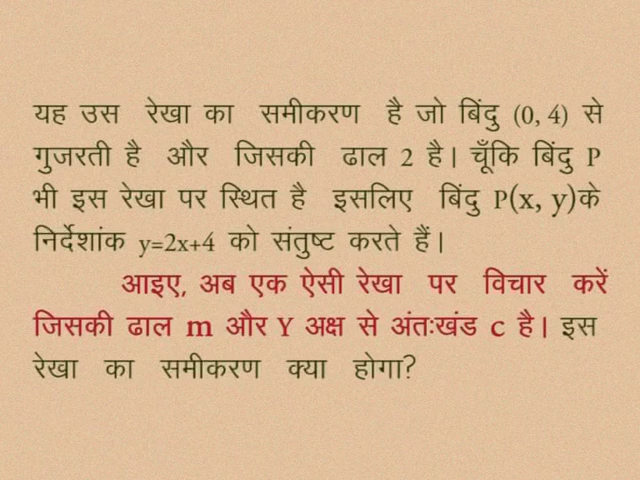 यह उस रेखा का समीकरण है जो बिंदु (0, 4) से
गुजरती है और जिसकी ढाल 2 है। चूँकि बिंदु P
भी इस रेखा पर स्थित है इसलिए बिंदु P(x, y)के
निर्देशांक y=2x+4 को संतुष्ट करते हैं।
आइए, अब एक ऐसी रेखा पर विचार करें
जिसकी ढाल m और Y अक्ष से अंतःखंड c है। इस
रेखा का समीकरण क्या होगा?